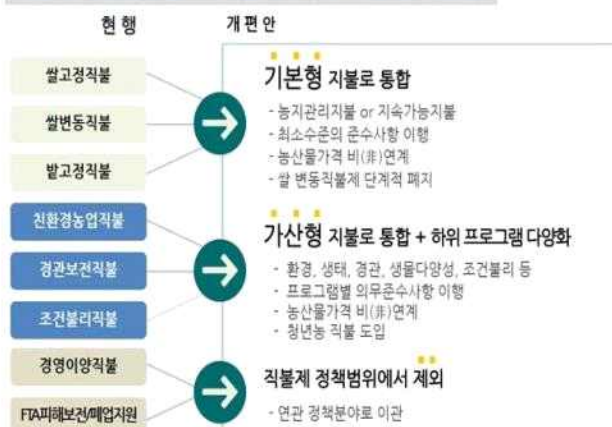 현행
개편안
쌀고정직불
쌀변동직불
밭고정직불
친환경농업직불
경관보전직불
조건불리직불
경영이양직불
FTA피해보전/폐업지원
기본형 지불로 통합
- 농지관리지불 or 지속가능지불
- 최소수준의 준수사항 이행
- 농산물가격 비(非)연계
- 쌀 변동직불제 단계적 폐지
가산형 지불로 통합 + 하위 프로그램 다양화
- 환경, 생태, 경관, 생물다양성, 조건불리 등
- 프로그램별 의무준수사항 이행
- 농산물가격 비(非)연계
- 청년농 직불 도입
직불제 정책범위에서 제외
- 연관 정책분야로 이관